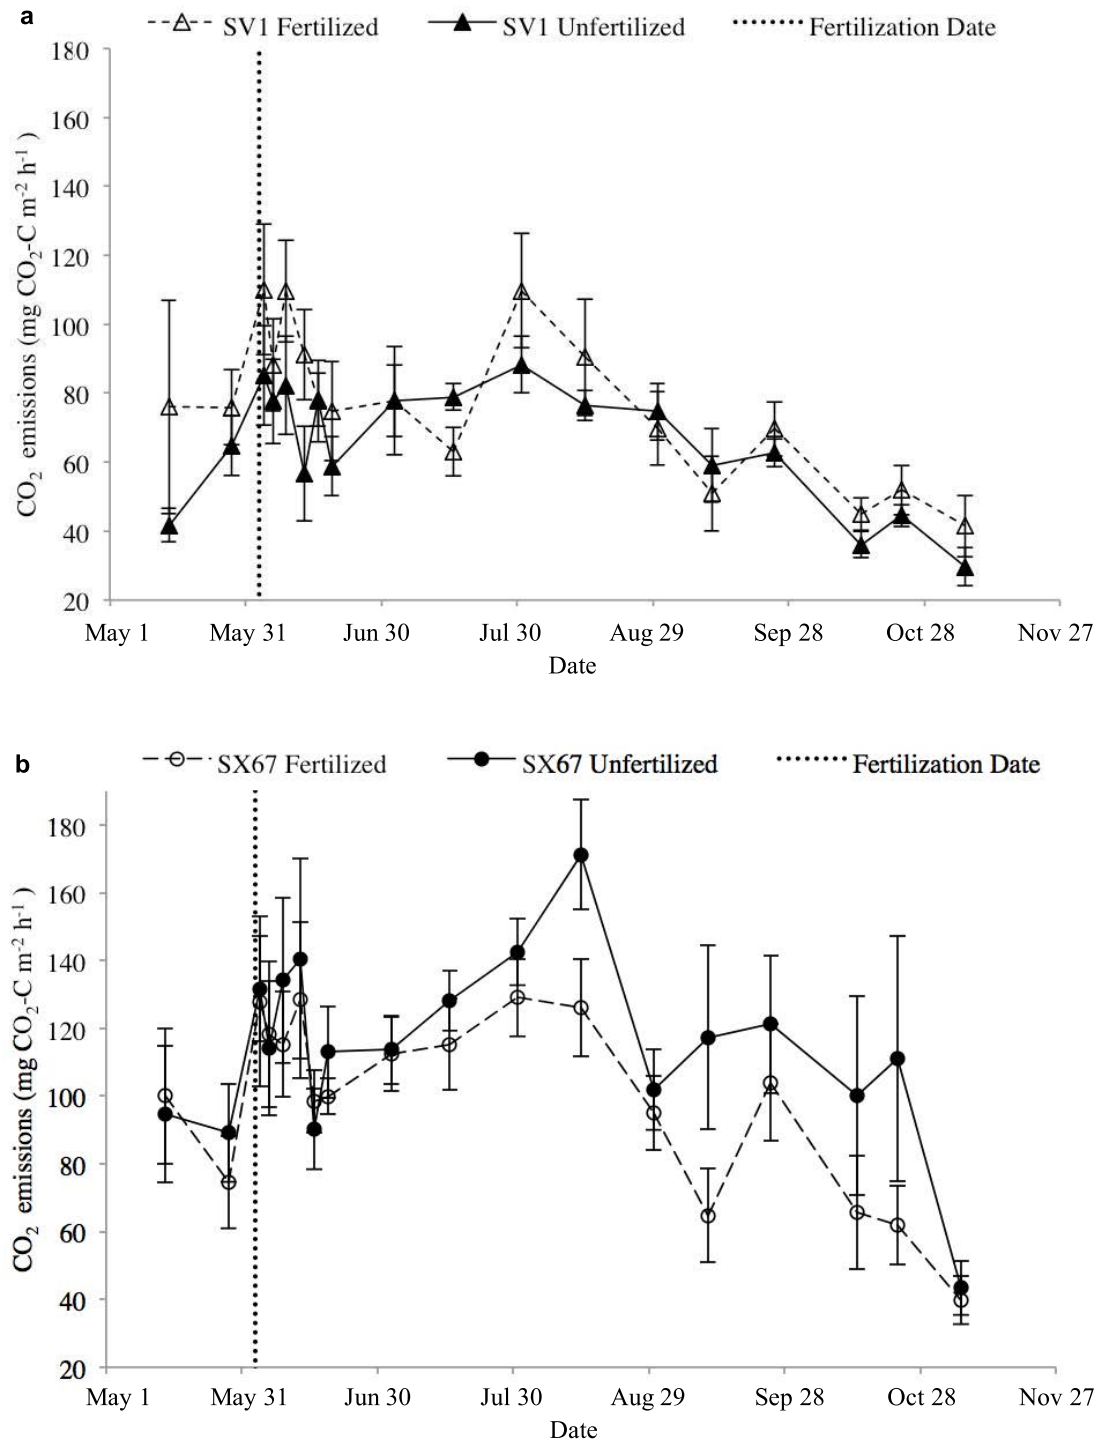 a
SV1 Fertilized SV1 Unfertilized Fertilization Date
180
160
140
120
100
80
60
40
20
CO2 emissions (mg CO2-C m-2 h-1 )
May 1 May 31 Jun 30 Jul 30 Aug 29 Sep 28 Oct 28 Nov 27
Date
b
SX67 Fertilized SX67 Unfertilized Fertilization Date
180
160
140
120
100
80
60
40
20
CO2 emissions (mg CO2-C m-2 h-1 )
May 1 May 31 Jun 30 Jul 30 Aug 29 Sep 28 Oct 28 Nov 27
Date